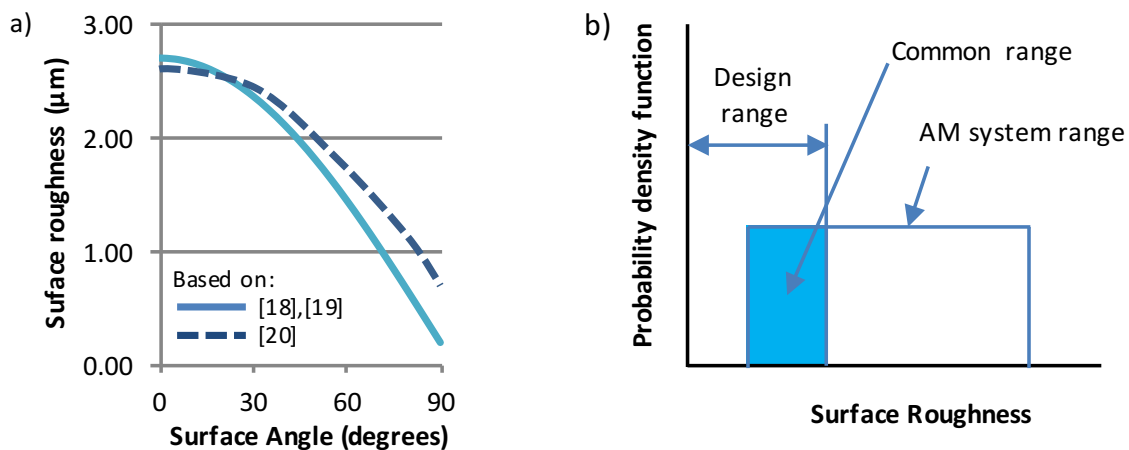 a)
Suface roughness (µm)
3.00
2.00
1.00
0.00
Based on:
[18],[19]
[20]
0 30 60 90
Surface Angle (degrees)
b)
Probability density function
Common range
Design
range
AM system range
Surface Roughness